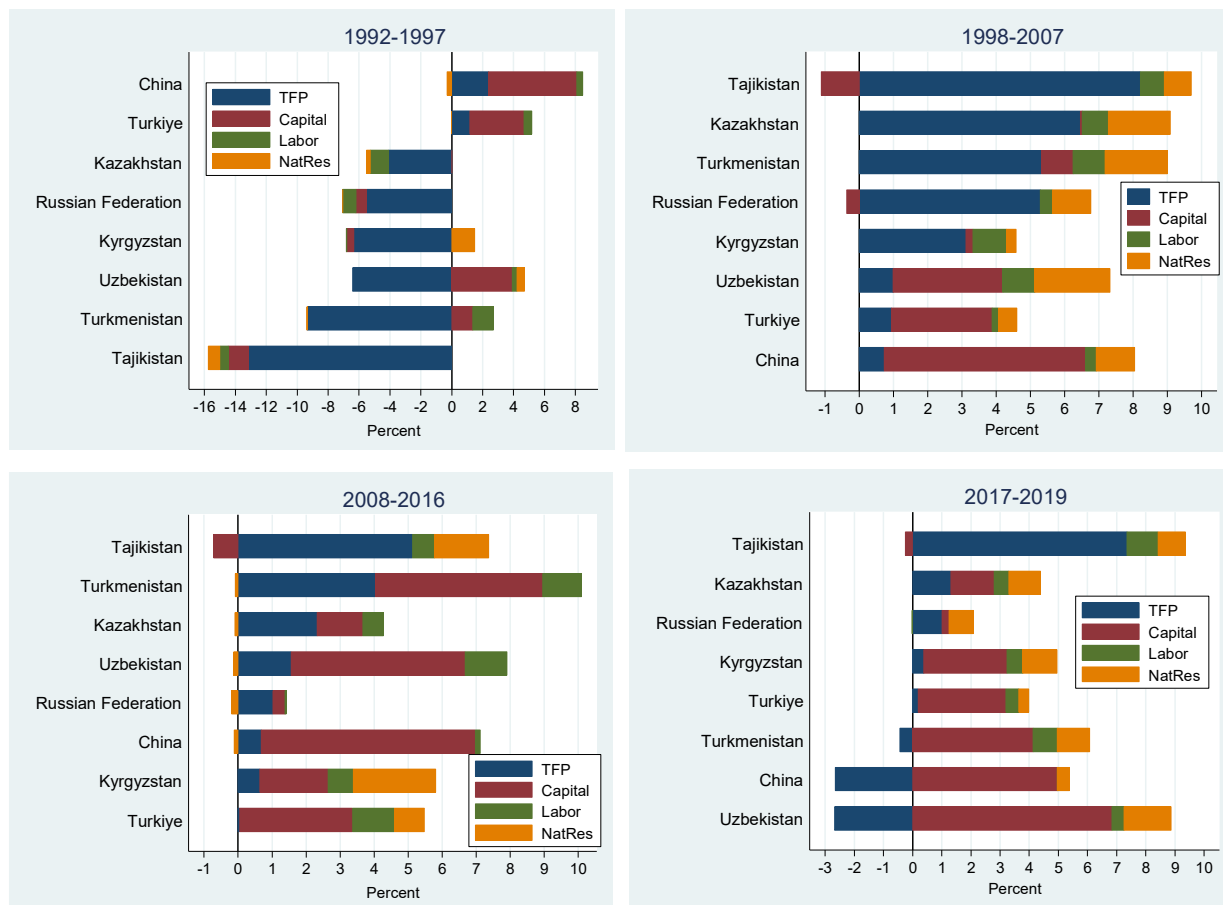 1992-1997
China
Turkiye
Kazakhstan
Russian Federation
Kyrgyzstan
Uzbekistan
Turkmenistan
Tajikistan
TFP
Capital
Labor
NatRes
-16 -14 -12 -10 -8 -6 -4 -2 0 2 4 6 8
Percent
1998-2007
Tajikistan
Kazakhstan
Turkmenistan
Russian Federation
Kyrgyzstan
Uzbekistan
Turkiye
China
TFP
Capital
Labor
NatRes
-1 0 1 2 3 4 5 6 7 8 9 10
Percent
2008-2016
Tajikistan
Turkmenistan
Kazakhstan
Uzbekistan
Russian Federation
China
Kyrgyzstan
Turkiye
TFP
Capital
Labor
NatRes
-1 0 1 2 3 4 5 6 7 8 9 10
Percent
2017-2019
Tajikistan
Kazakhstan
Russian Federation
Kyrgyzstan
Turkiye
Turkmenistan
China
Uzbekistan
TFP
Capital
Labor
NatRes
-3 -2 -1 0 1 2 3 4 5 6 7 8 9 10
Percent